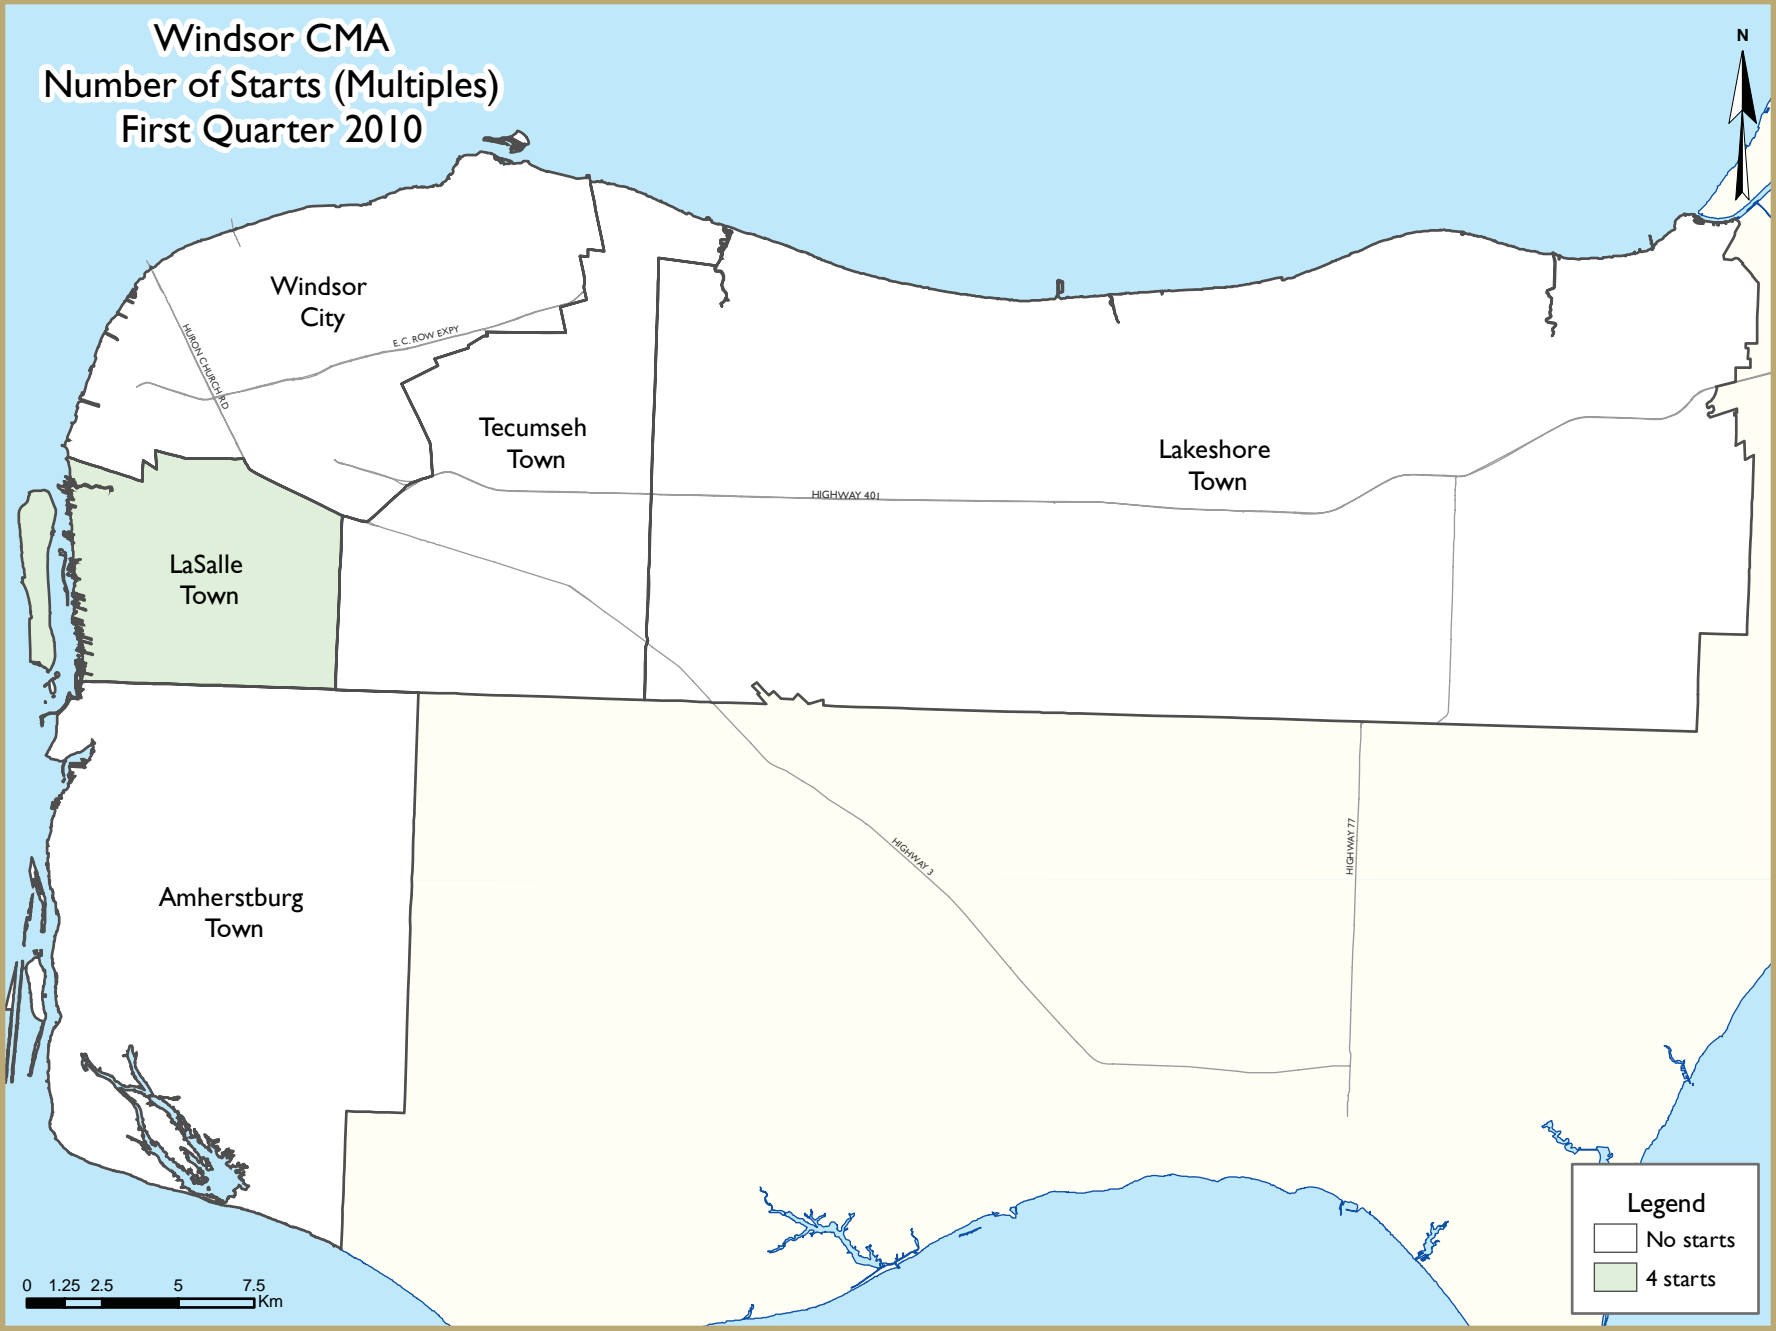 Windsor CMA
Number of Starts (Multiples)
First Quarter 2010
N
Windsor
City
HURON CHURCH RD
E.C. ROW EXPY
Tecumseh
Town
Lakeshore
Town
HIGHWAY 401
LaSalle
Town
Amherstburg
Town
HIGHWAY 3
HIGHWAY 77
Legend
No starts
4 starts
0 1.25 2.5 5 7.5
Km